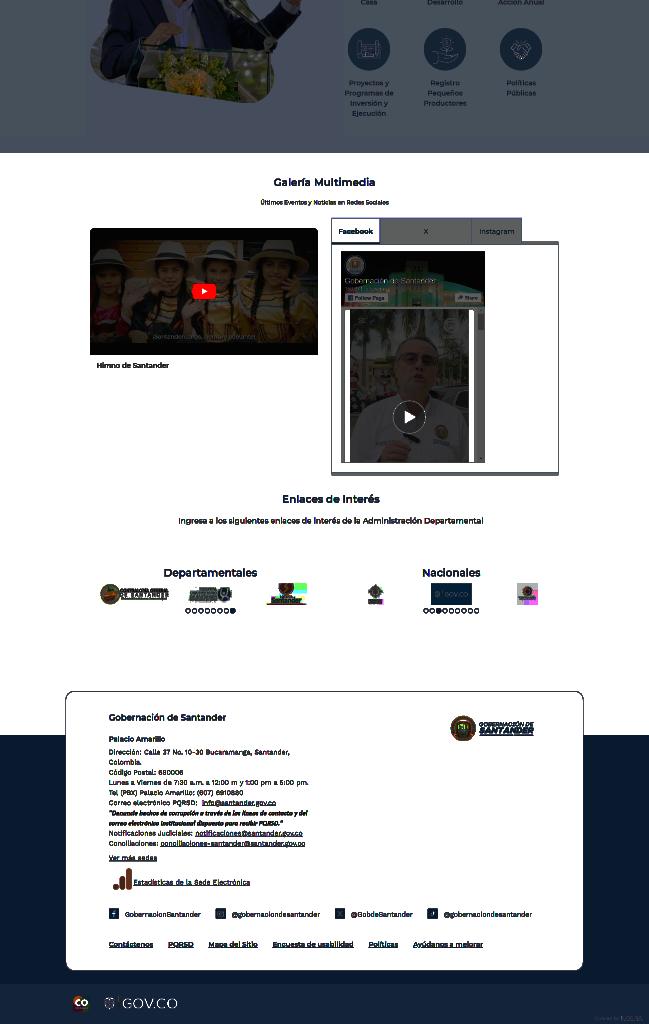 Casa
Desarrollo
Acción Anual
Proyectos y
Programas de
Inversión y
Ejecución
Registro
Pequeños
Productores
Políticas
Públicas
Galería Multimedia
Últimos Eventos y Noticias en Redes Sociales
Facebook
X
Instagram
Gobernación de Santander
Follow Page
Share
Himno de Santander
Enlaces de Interés
Ingresa a los siguientes enlaces de interés de la Administración Departamental
Departamentales
Nacionales
Santander
GOV.CO
Gobernación de Santander
GOBERNACIÓN DE
SANTANDER
Palacio Amarillo
Dirección: Calle 37 No. 10-30 Bucaramanga, Santander,
Colombia.
Código Postal: 680006
Lunes a Viernes de 7:30 a.m. a 12:00 m y 1:00 pm a 5:00 pm.
Tel (PBX) Palacio Amarillo: (607) 6910880
Correo electrónico PQRSD: info@santander.gov.co
"Denuncie hechos de corrupción a través de las líneas de contacto y del
correo electrónico institucional dispuesto para recibir PQRSD."
Notificaciones Judiciales: notificaciones@santander.gov.co
Conciliaciones: conciliaciones-santander@santander.gov.co
Ver más sedes
Estadísticas de la Sede Electrónica
GobernacionSantander
@gobernaciondesantander
@GobdeSantander
@gobernaciondesantander
Contáctenos
PQRSD
Mapa del Sitio
Encuesta de usabilidad
Políticas
Ayúdanos a mejorar
CO
GOV.CO